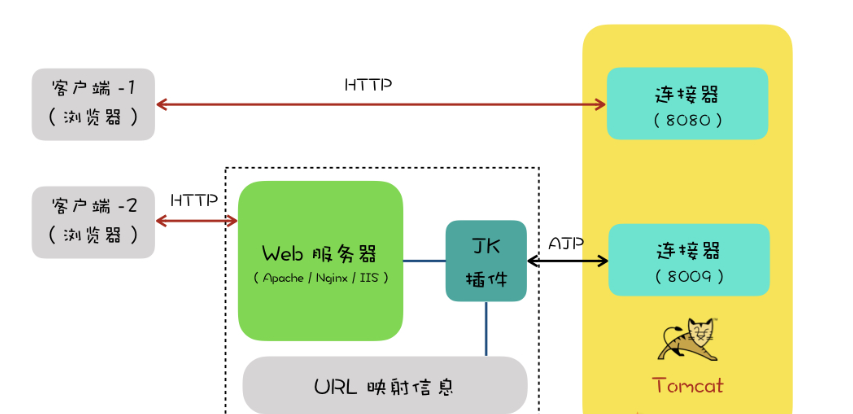 HTTP
客户端 -1
( 浏览器 )
连接器
( 8080 )
客户端 -2
( 浏览器 )
HTTP
Web 服务器
( Apache / Nginx / IIS )
JK
插件
AJP
连接器
( 8009 )
URL 映射信息
Tomcat